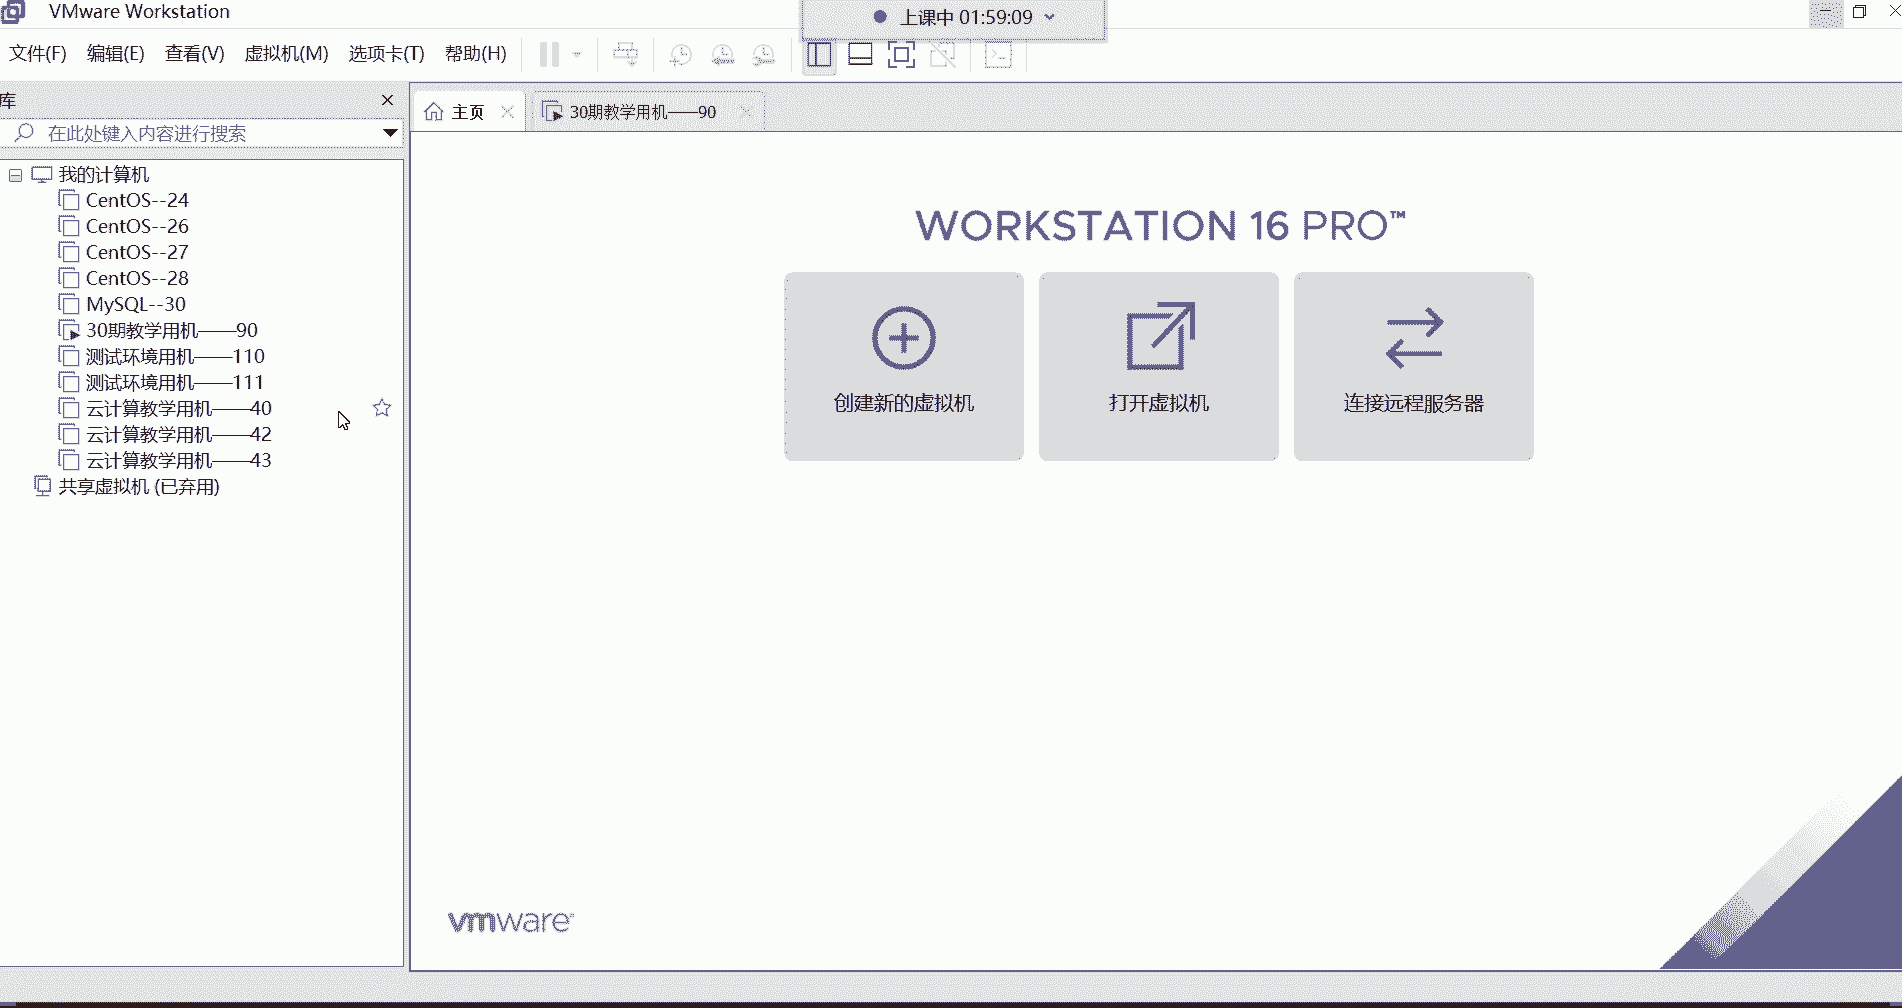 VMware Workstation
上课中 01:59:09
文件(F) 编辑(E) 查看(V) 虚拟机(M) 选项卡(T) 帮助(H)
库
在此处键入内容进行搜索
我的计算机
CentOS--24
CentOS--26
CentOS--27
CentOS--28
MySQL--30
30期教学用机——90
测试环境用机——110
测试环境用机——111
云计算教学用机——40
云计算教学用机——42
云计算教学用机——43
共享虚拟机 (已弃用)
主页
30期教学用机——90
WORKSTATION 16 PRO™
创建新的虚拟机
打开虚拟机
连接远程服务器
vmware